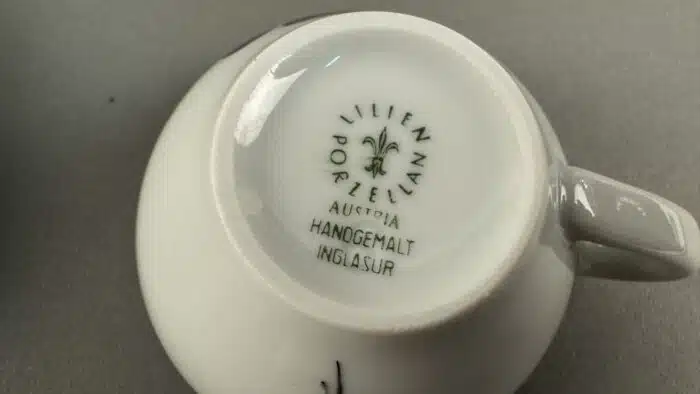 LILIEN PORZELLAN
AUSTRIA
HANDGEMALT
INGLASUR